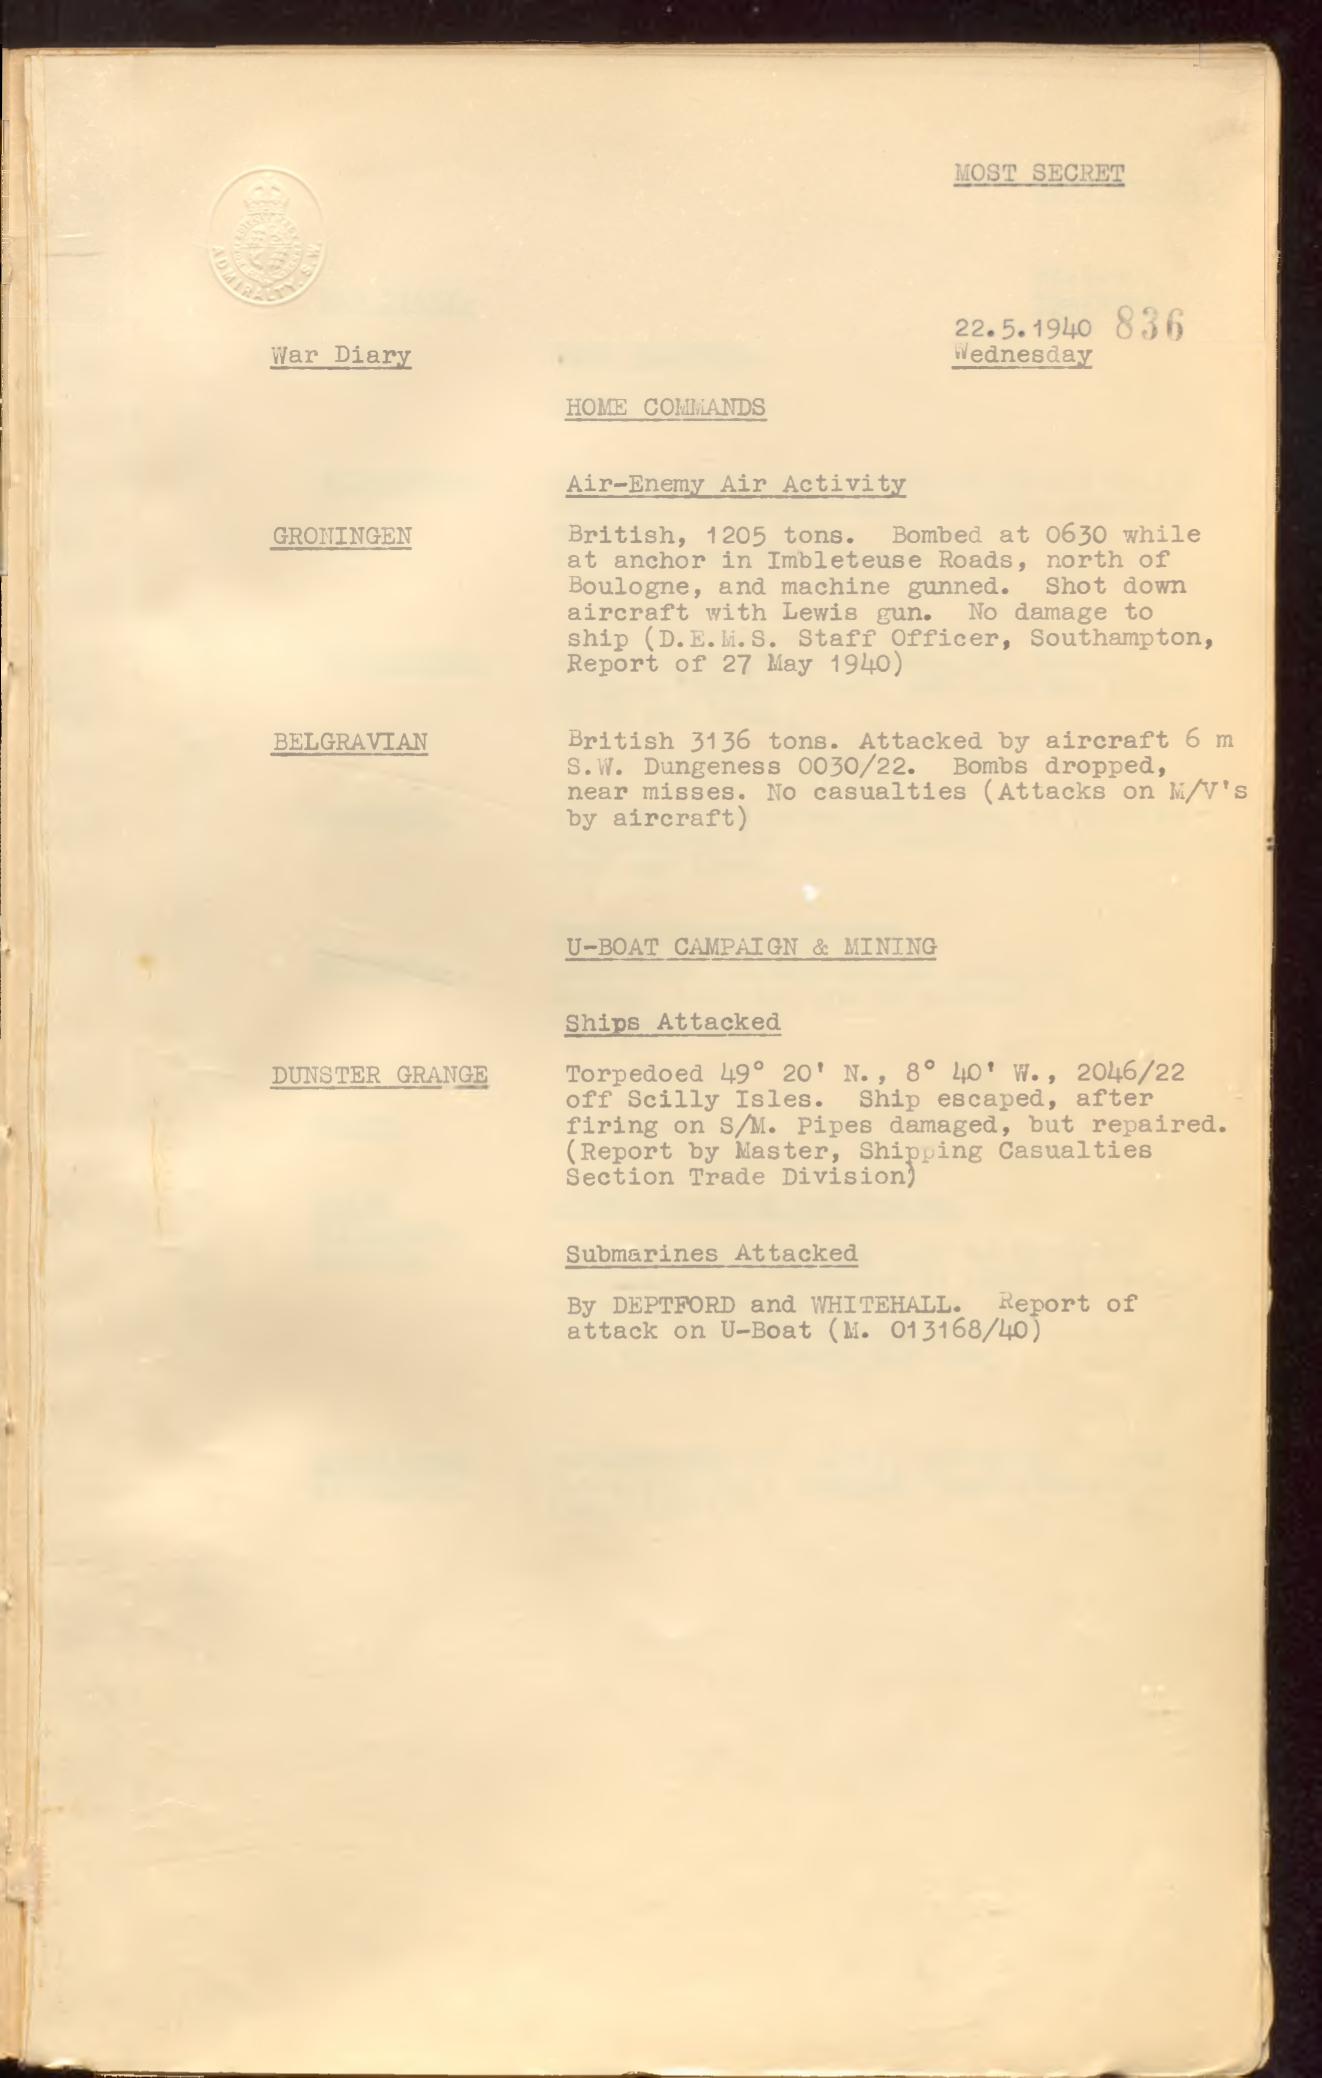 MOST SECRET
ADMIRALTY. S.W.
22.5.1940 836
War Diary
Wednesday
HOME COMMANDS
Air-Enemy Air Activity
GRONINGEN
British, 1205 tons. Bombed at 0630 while
at anchor in Imbleteuse Roads, north of
Boulogne, and machine gunned. Shot down
aircraft with Lewis gun. No damage to
ship (D.E.M.S. Staff Officer, Southampton,
Report of 27 May 1940)
BELGRAVIAN
British 3136 tons. Attacked by aircraft 6 m
S.W. Dungeness 0030/22. Bombs dropped,
near misses. No casualties (Attacks on M/V's
by aircraft)
U-BOAT CAMPAIGN & MINING
Ships Attacked
DUNSTER GRANGE
Torpedoed 49° 20' N., 8° 40' W., 2046/22
off Scilly Isles. Ship escaped, after
firing on S/M. Pipes damaged, but repaired.
(Report by Master, Shipping Casualties
Section Trade Division)
Submarines Attacked
By DEPTFORD and WHITEHALL. Report of
attack on U-Boat (M. 013168/40)